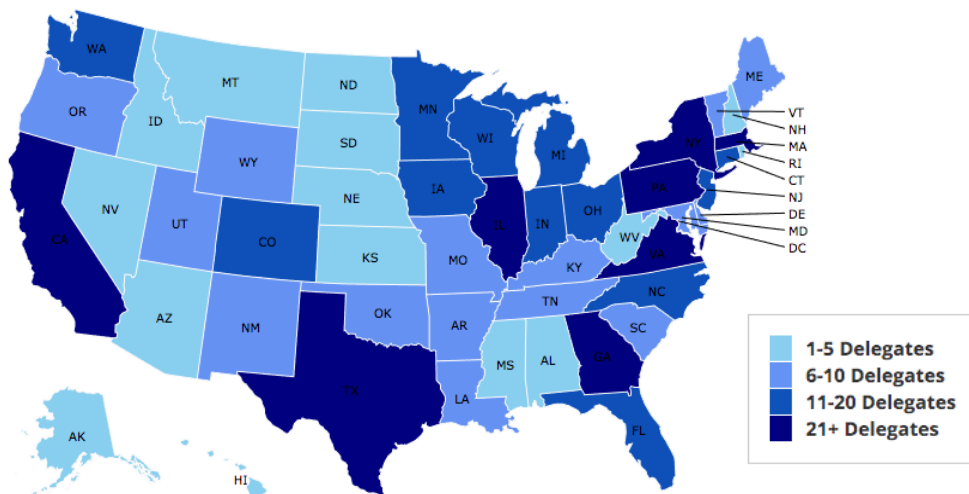 WA
ME
MT
ND
VT
OR
MN
NH
ID
WI
SD
MA
NY
MI
WY
RI
CT
IA
PA
NE
NJ
NV
OH
DE
UT
IL
IN
MD
CA
CO
WV
DC
KS
VA
MO
KY
NC
TN
AZ
OK
NM
AR
SC
MS
AL
GA
TX
LA
FL
AK
HI
1-5 Delegates
6-10 Delegates
11-20 Delegates
21+ Delegates